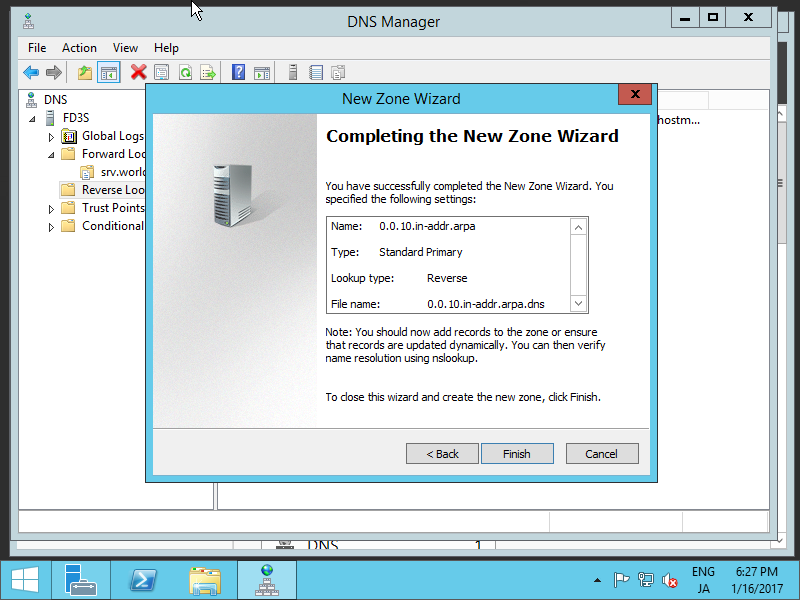 DNS Manager
File Action View Help
DNS
FD3S
Global Logs
Forward Loo
srv.world
Reverse Loo
Trust Points
Conditional
hostm...
New Zone Wizard
Completing the New Zone Wizard
You have successfully completed the New Zone Wizard. You
specified the following settings:
Name: 0.0.10.in-addr.arpa
Type: Standard Primary
Lookup type: Reverse
File name: 0.0.10.in-addr.arpa.dns
Note: You should now add records to the zone or ensure
that records are updated dynamically. You can then verify
name resolution using nslookup.
To close this wizard and create the new zone, click Finish.
< Back Finish Cancel
DNS 1
ENG 6:27 PM
JA 1/16/2017